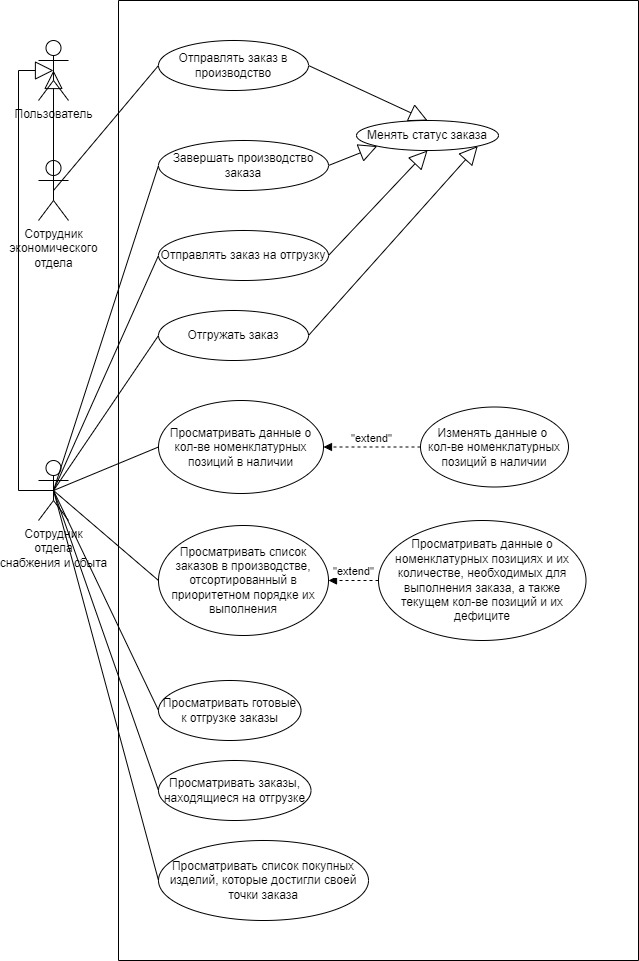 Отправлять заказ в
производство
Пользователь
Менять статус заказа
Завершать производство
заказа
Сотрудник
экономического
отдела
Отправлять заказ на отгрузку
Отгружать заказ
Просматривать данные о
кол-ве номенклатурных
позиций в наличии
"extend"
Изменять данные о
кол-ве номенклатурных
позиций в наличии
Сотрудник
отдела
снабжения и сбыта
Просматривать список
заказов в производстве,
отсортированный в
приоритетном порядке их
выполнения
"extend"
Просматривать данные о
номенклатурных позициях и их
количестве, необходимых для
выполнения заказа, а также
текущем кол-ве позиций и их
дефиците
Просматривать готовые
к отгрузке заказы
Просматривать заказы,
находящиеся на отгрузке
Просматривать список покупных
изделий, которые достигли своей
точки заказа